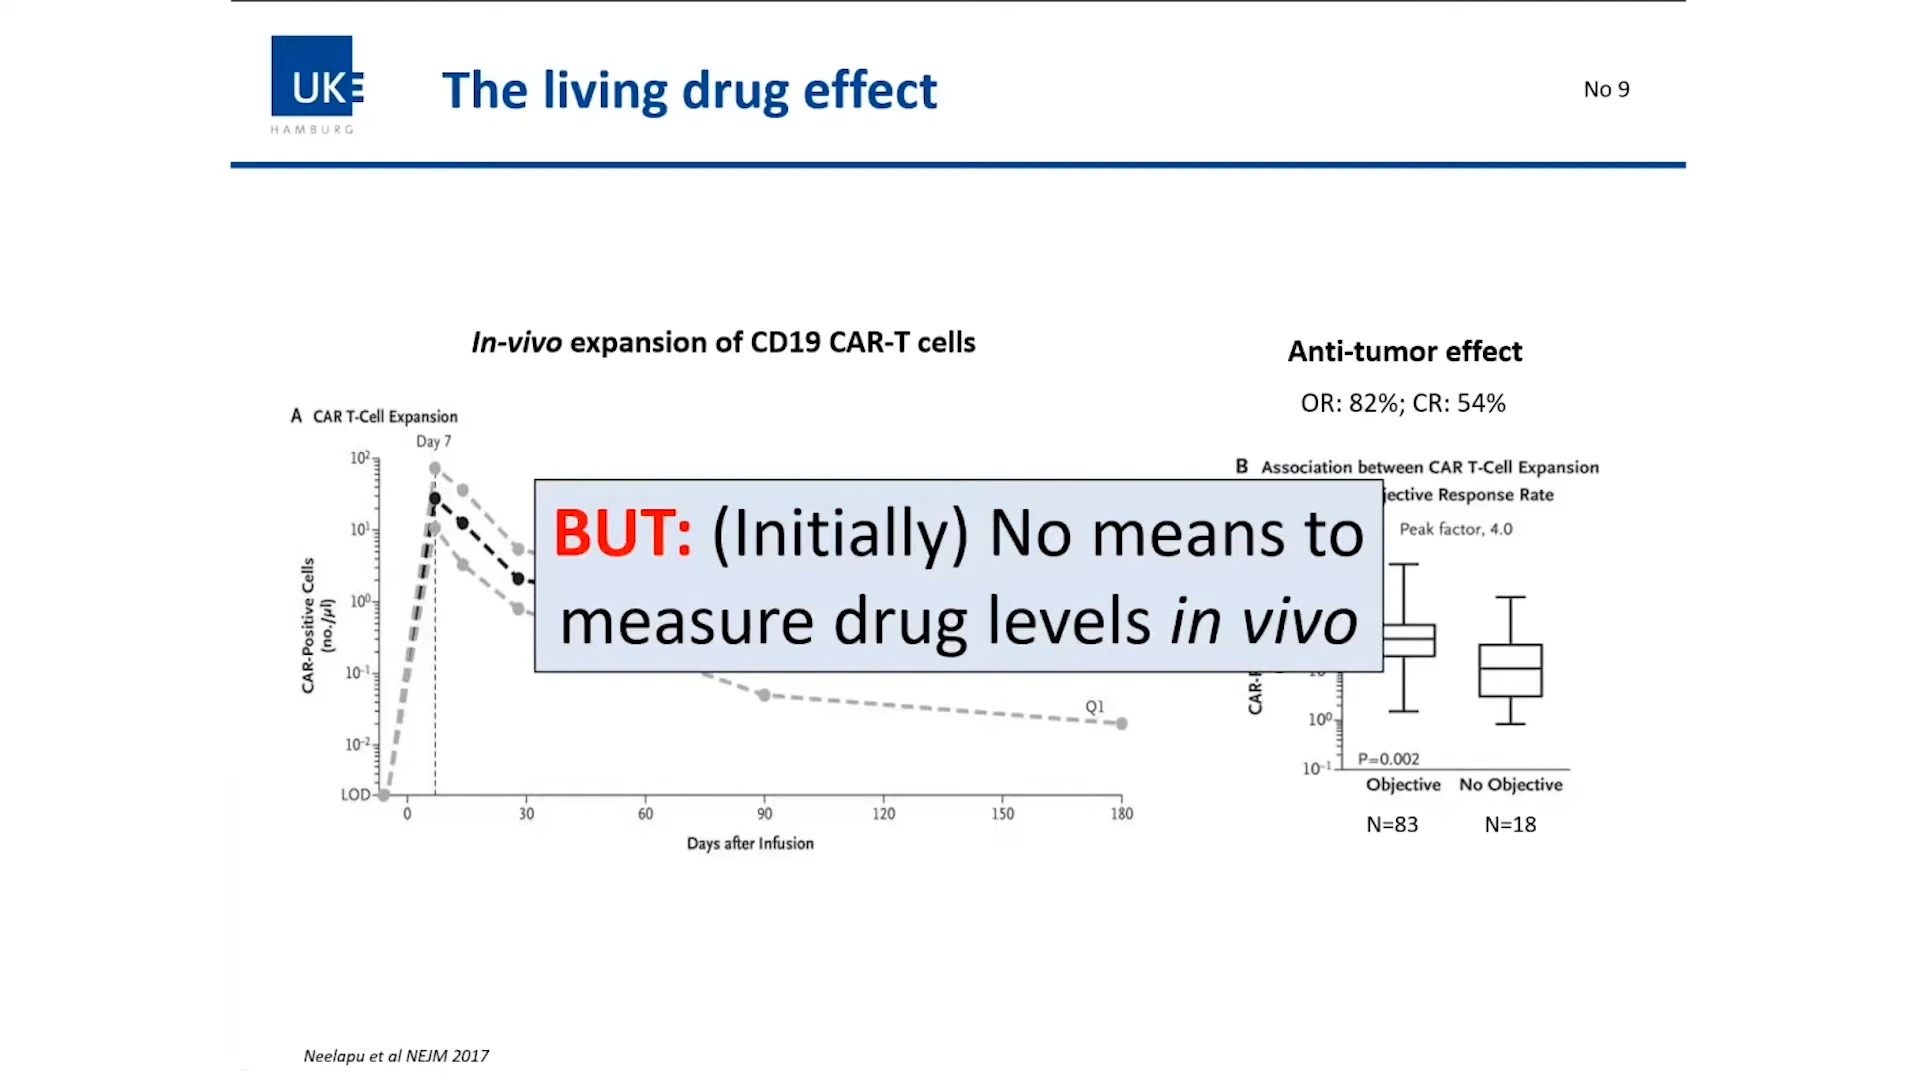 UKE
HAMBURG
The living drug effect
No 9
In-vivo expansion of CD19 CAR-T cells
Anti-tumor effect
OR: 82%; CR: 54%
A CAR T-Cell Expansion
Day 7
10²
10¹
10⁰
10⁻¹
10⁻²
LOD
CAR-Positive Cells
(no./µl)
0 30 60 90 120 150 180
Days after Infusion
Q1
BUT: (Initially) No means to
measure drug levels in vivo
B Association between CAR T-Cell Expansion
jective Response Rate
Peak factor, 4.0
CAR-
10⁰
10⁻¹
P=0.002
Objective No Objective
N=83 N=18
Neelapu et al NEJM 2017